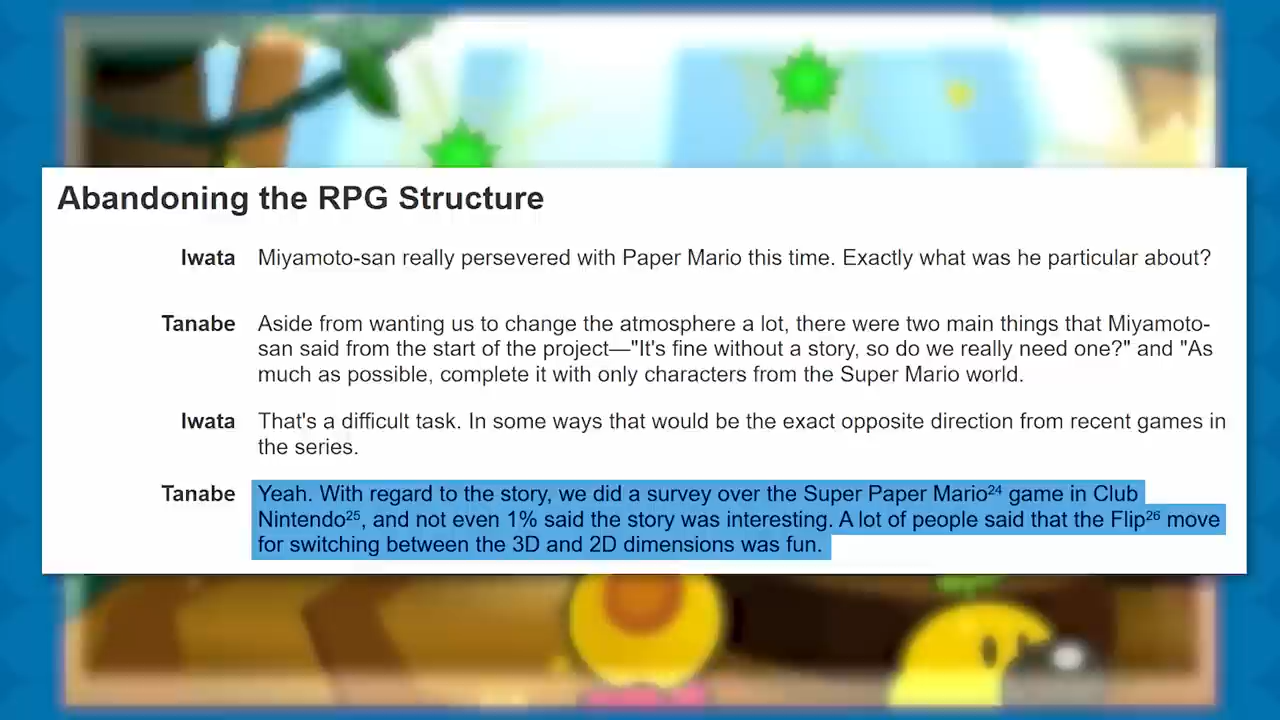 Abandoning the RPG Structure
Iwata Miyamoto-san really persevered with Paper Mario this time. Exactly what was he particular about?
Tanabe Aside from wanting us to change the atmosphere a lot, there were two main things that Miyamoto-
san said from the start of the project—"It's fine without a story, so do we really need one?" and "As
much as possible, complete it with only characters from the Super Mario world.
Iwata That's a difficult task. In some ways that would be the exact opposite direction from recent games in
the series.
Tanabe Yeah. With regard to the story, we did a survey over the Super Paper Mario²⁴ game in Club
Nintendo²⁵, and not even 1% said the story was interesting. A lot of people said that the Flip²⁶ move
for switching between the 3D and 2D dimensions was fun.